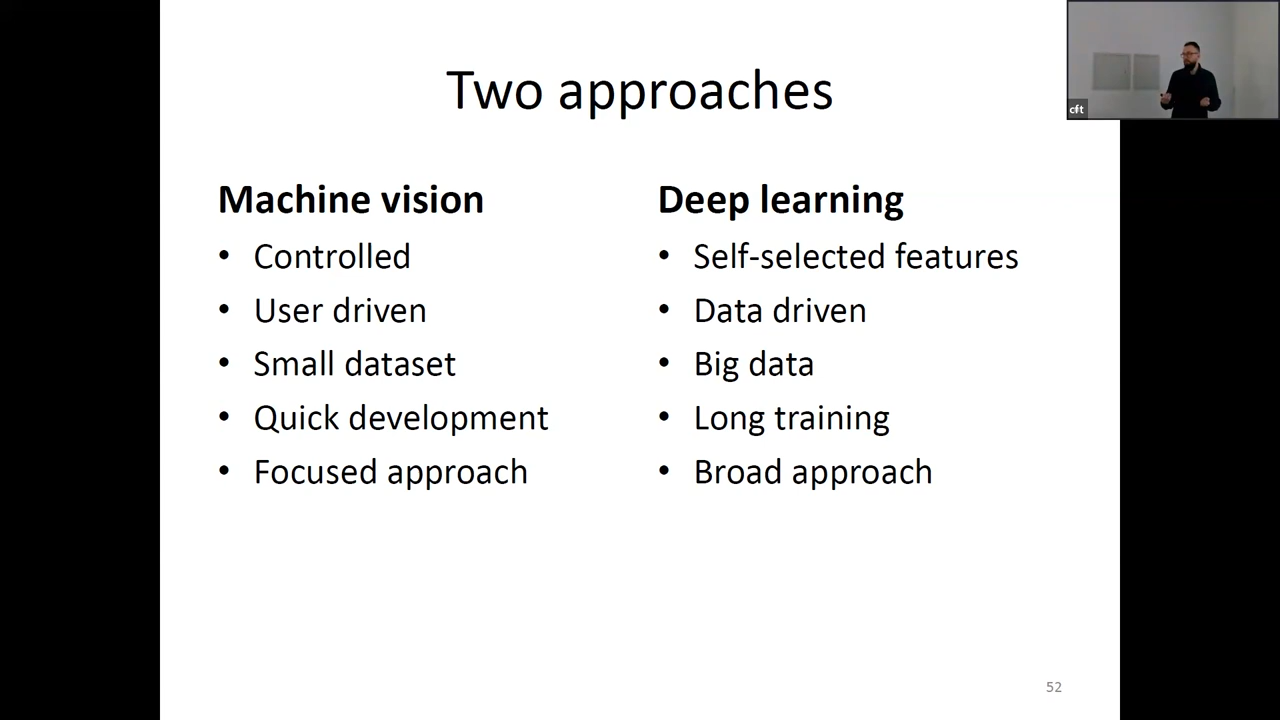 Two approaches
cft
Machine vision
• Controlled
• User driven
• Small dataset
• Quick development
• Focused approach
Deep learning
• Self-selected features
• Data driven
• Big data
• Long training
• Broad approach
52